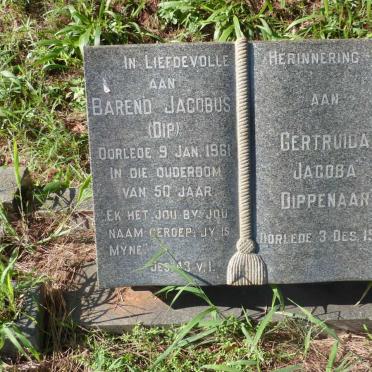 In Liefdevolle
aan
Barend Jacobus
(Dip)
Oorlede 9 Jan. 1961
In die ouderdom
van 50 jaar.
"Ek het jou by jou
naam geroep, jy is
myne."
Jes. 43 v. 1.
Herinnering
aan
Gertruida
Jacoba
Dippenaar
Oorlede 3 Des.